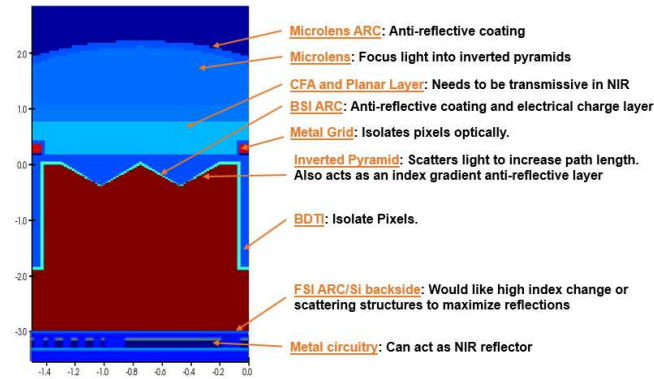 Microlens ARC: Anti-reflective coating
Microlens: Focus light into inverted pyramids
CFA and Planar Layer: Needs to be transmissive in NIR
BSI ARC: Anti-reflective coating and electrical charge layer
Metal Grid: Isolates pixels optically.
Inverted Pyramid: Scatters light to increase path length.
Also acts as an index gradient anti-reflective layer
BDTI: Isolate Pixels.
FSI ARC/Si backside: Would like high index change or
scattering structures to maximize reflections
Metal circuitry: Can act as NIR reflector
2.0
1.0
0.0
-1.0
-2.0
-3.0
-1.4 -1.2 -1.0 -0.8 -0.6 -0.4 -0.2 0.0